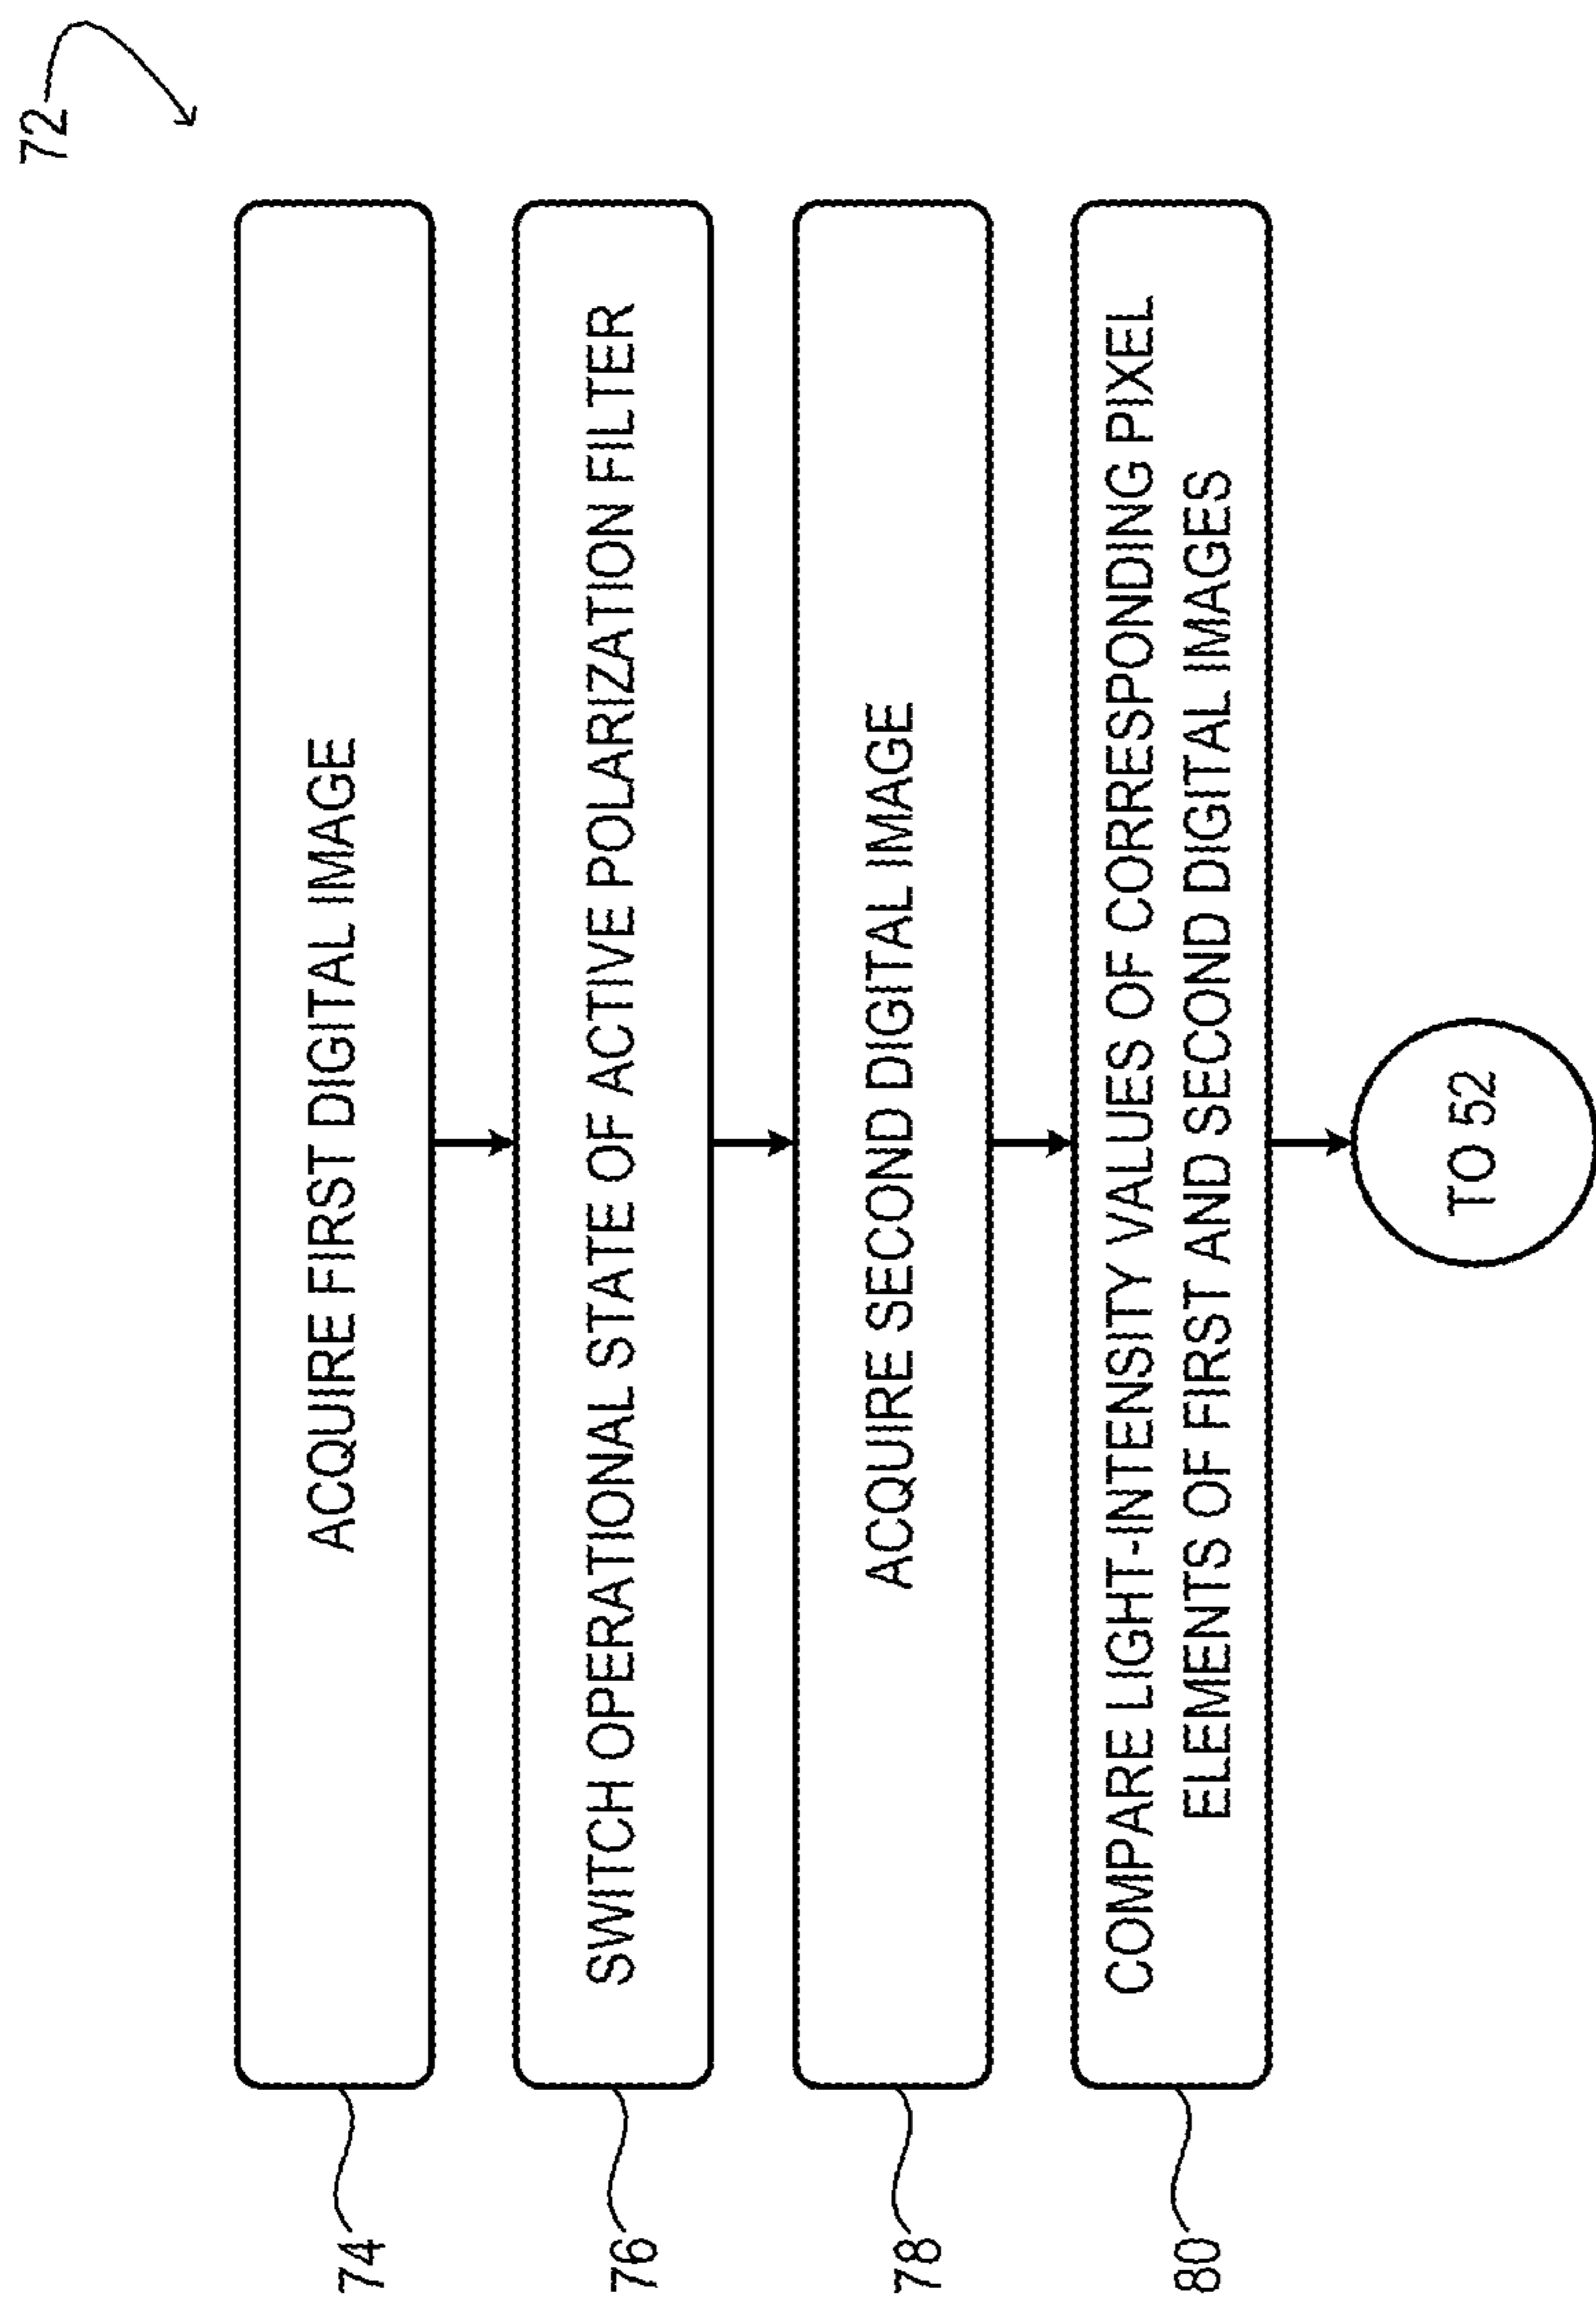 72
74
ACQUIRE FIRST DIGITAL IMAGE
76
SWITCH OPERATIONAL STATE OF ACTIVE POLARIZATION FILTER
78
ACQUIRE SECOND DIGITAL IMAGE
80
COMPARE LIGHT-INTENSITY VALUES OF CORRESPONDING PIXEL
ELEMENTS OF FIRST AND SECOND DIGITAL IMAGES
TO 52